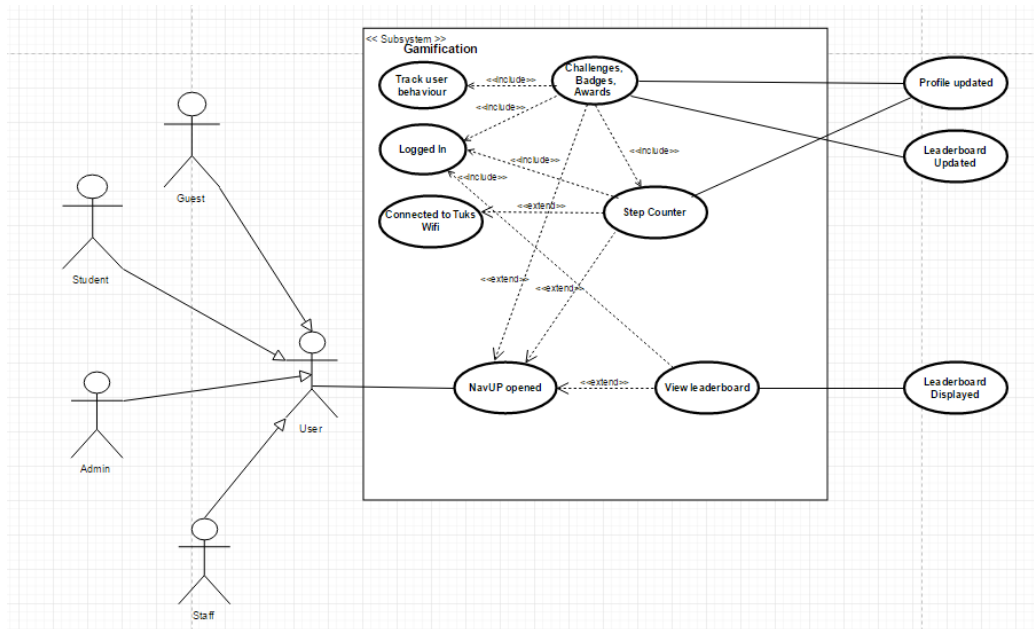 << Subsystem >>
Gamification
Track user
behaviour
<<include>>
Challenges,
Badges,
Awards
Profile updated
Logged In
<<include>>
<<include>>
<<include>>
<<include>>
Leaderboard
Updated
Guest
Connected to Tuks
Wifi
<<extend>>
Step Counter
Student
<<extend>>
<<extend>>
NavUP opened
<<extend>>
View leaderboard
Leaderboard
Displayed
User
Admin
Staff